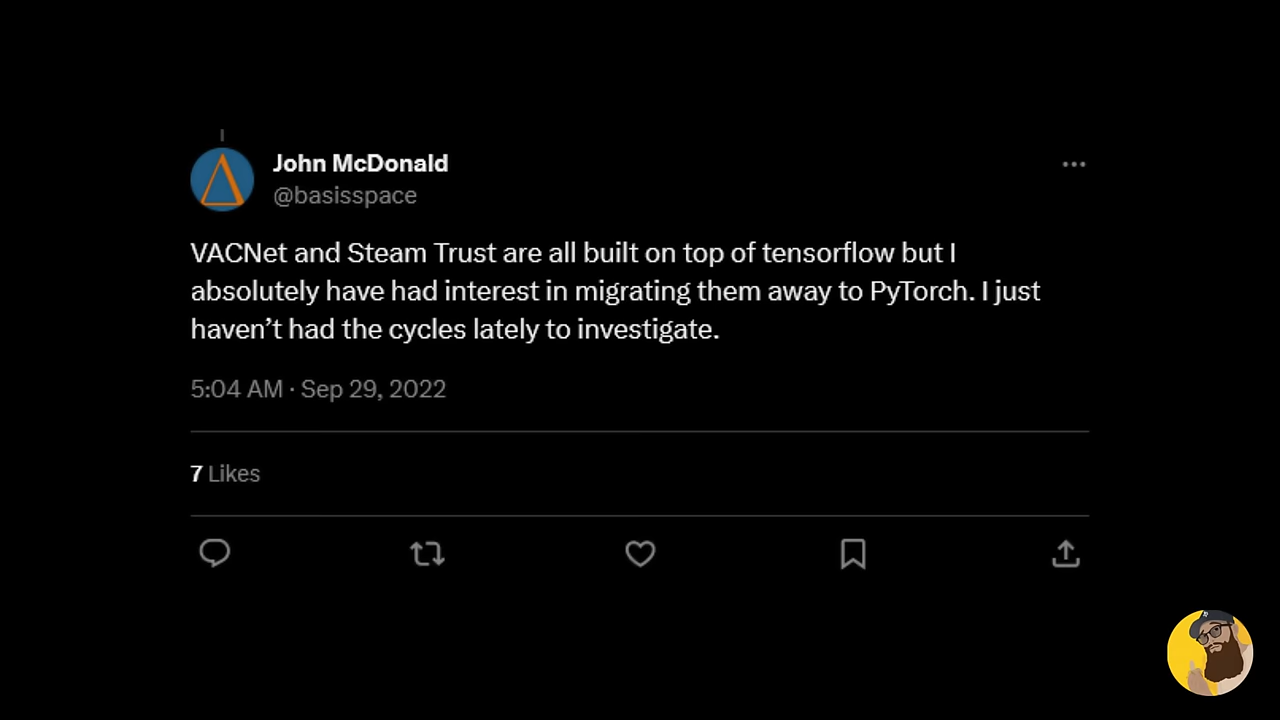 John McDonald
@basisspace
VACNet and Steam Trust are all built on top of tensorflow but I
absolutely have had interest in migrating them away to PyTorch. I just
haven’t had the cycles lately to investigate.
5:04 AM · Sep 29, 2022
7 Likes